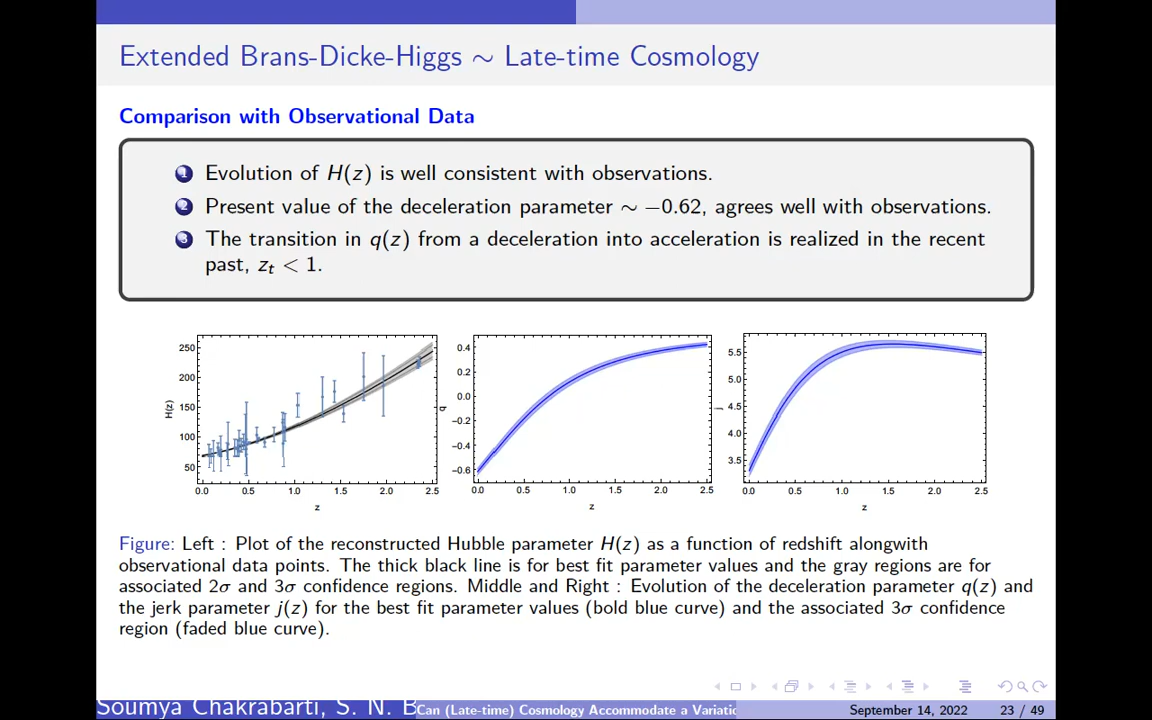 Extended Brans-Dicke-Higgs ∼ Late-time Cosmology
Comparison with Observational Data
1 Evolution of H(z) is well consistent with observations.
2 Present value of the deceleration parameter ∼ −0.62, agrees well with observations.
3 The transition in q(z) from a deceleration into acceleration is realized in the recent
past, z_t < 1.
250
200
150
100
50
H(z)
0.0 0.5 1.0 1.5 2.0 2.5
z
0.4
0.2
0.0
−0.2
−0.4
−0.6
q
0.0 0.5 1.0 1.5 2.0 2.5
z
5.5
5.0
4.5
4.0
3.5
j
0.0 0.5 1.0 1.5 2.0 2.5
z
Figure: Left : Plot of the reconstructed Hubble parameter H(z) as a function of redshift alongwith
observational data points. The thick black line is for best fit parameter values and the gray regions are for
associated 2σ and 3σ confidence regions. Middle and Right : Evolution of the deceleration parameter q(z) and
the jerk parameter j(z) for the best fit parameter values (bold blue curve) and the associated 3σ confidence
region (faded blue curve).
Soumya Chakrabarti, S. N. B Can (Late-time) Cosmology Accommodate a Variatio September 14, 2022 23 / 49